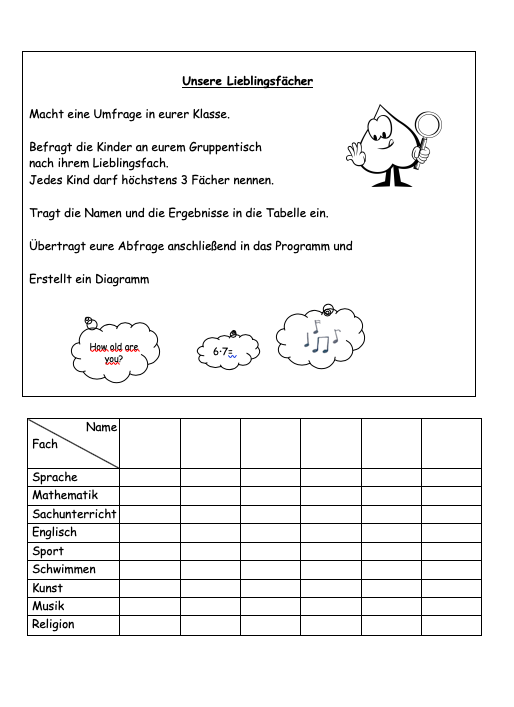 Unsere Lieblingsfächer
Macht eine Umfrage in eurer Klasse.
Befragt die Kinder an eurem Gruppentisch
nach ihrem Lieblingsfach.
Jedes Kind darf höchstens 3 Fächer nennen.
Tragt die Namen und die Ergebnisse in die Tabelle ein.
Übertragt eure Abfrage anschließend in das Programm und
Erstellt ein Diagramm
How old are
you?
6·7=
Name
Fach
Sprache
Mathematik
Sachunterricht
Englisch
Sport
Schwimmen
Kunst
Musik
Religion